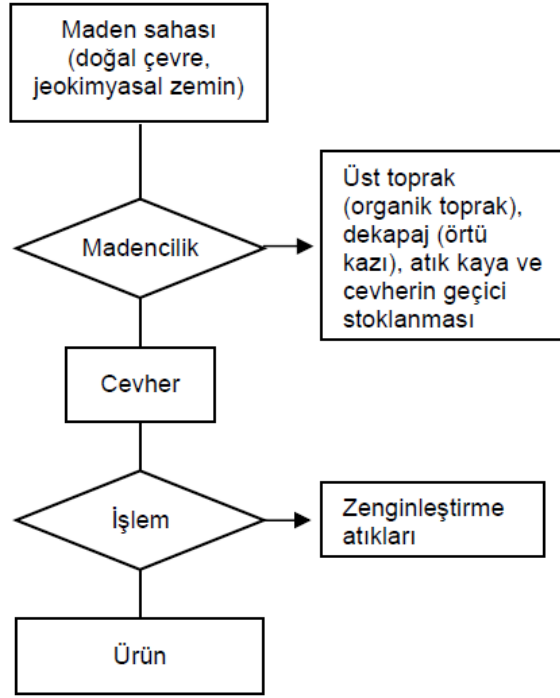 Maden sahası
(doğal çevre,
jeokimyasal zemin)
Madencilik
Üst toprak
(organik toprak),
dekapaj (örtü
kazı), atık kaya ve
cevherin geçici
stoklanması
Cevher
İşlem
Zenginleştirme
atıkları
Ürün